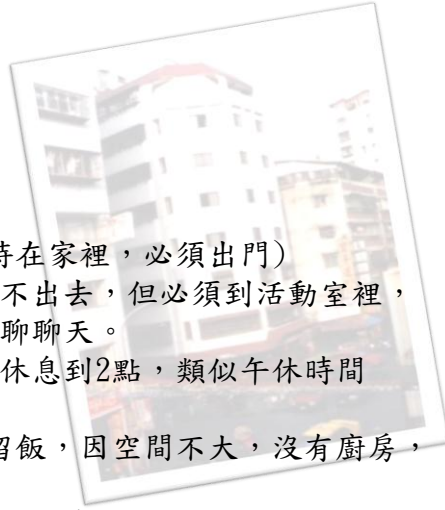 在家裡，必須出門)
不出去，但必須到活動室裡，
聊聊天。
休息到2點，類似午休時間
留飯，因空間不大，沒有廚房，